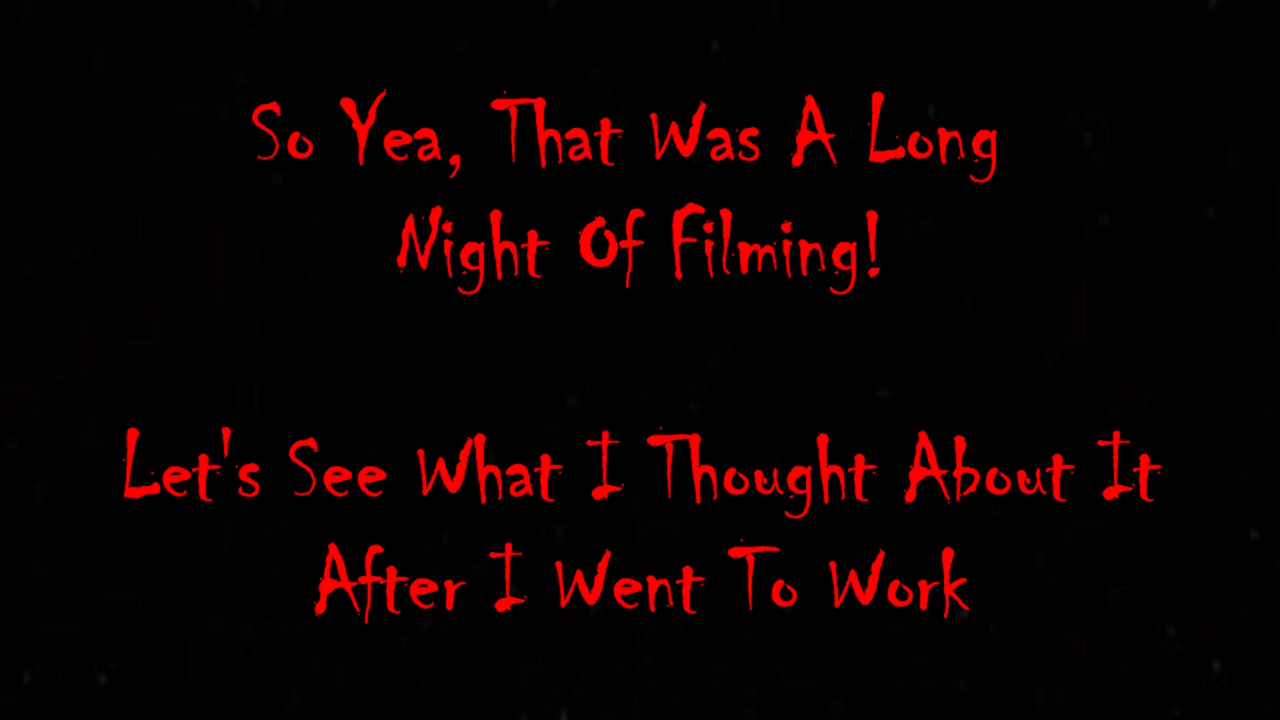 So Yea, That Was A Long
Night Of Filming!
Let's See What I Thought About It
After I Went To Work